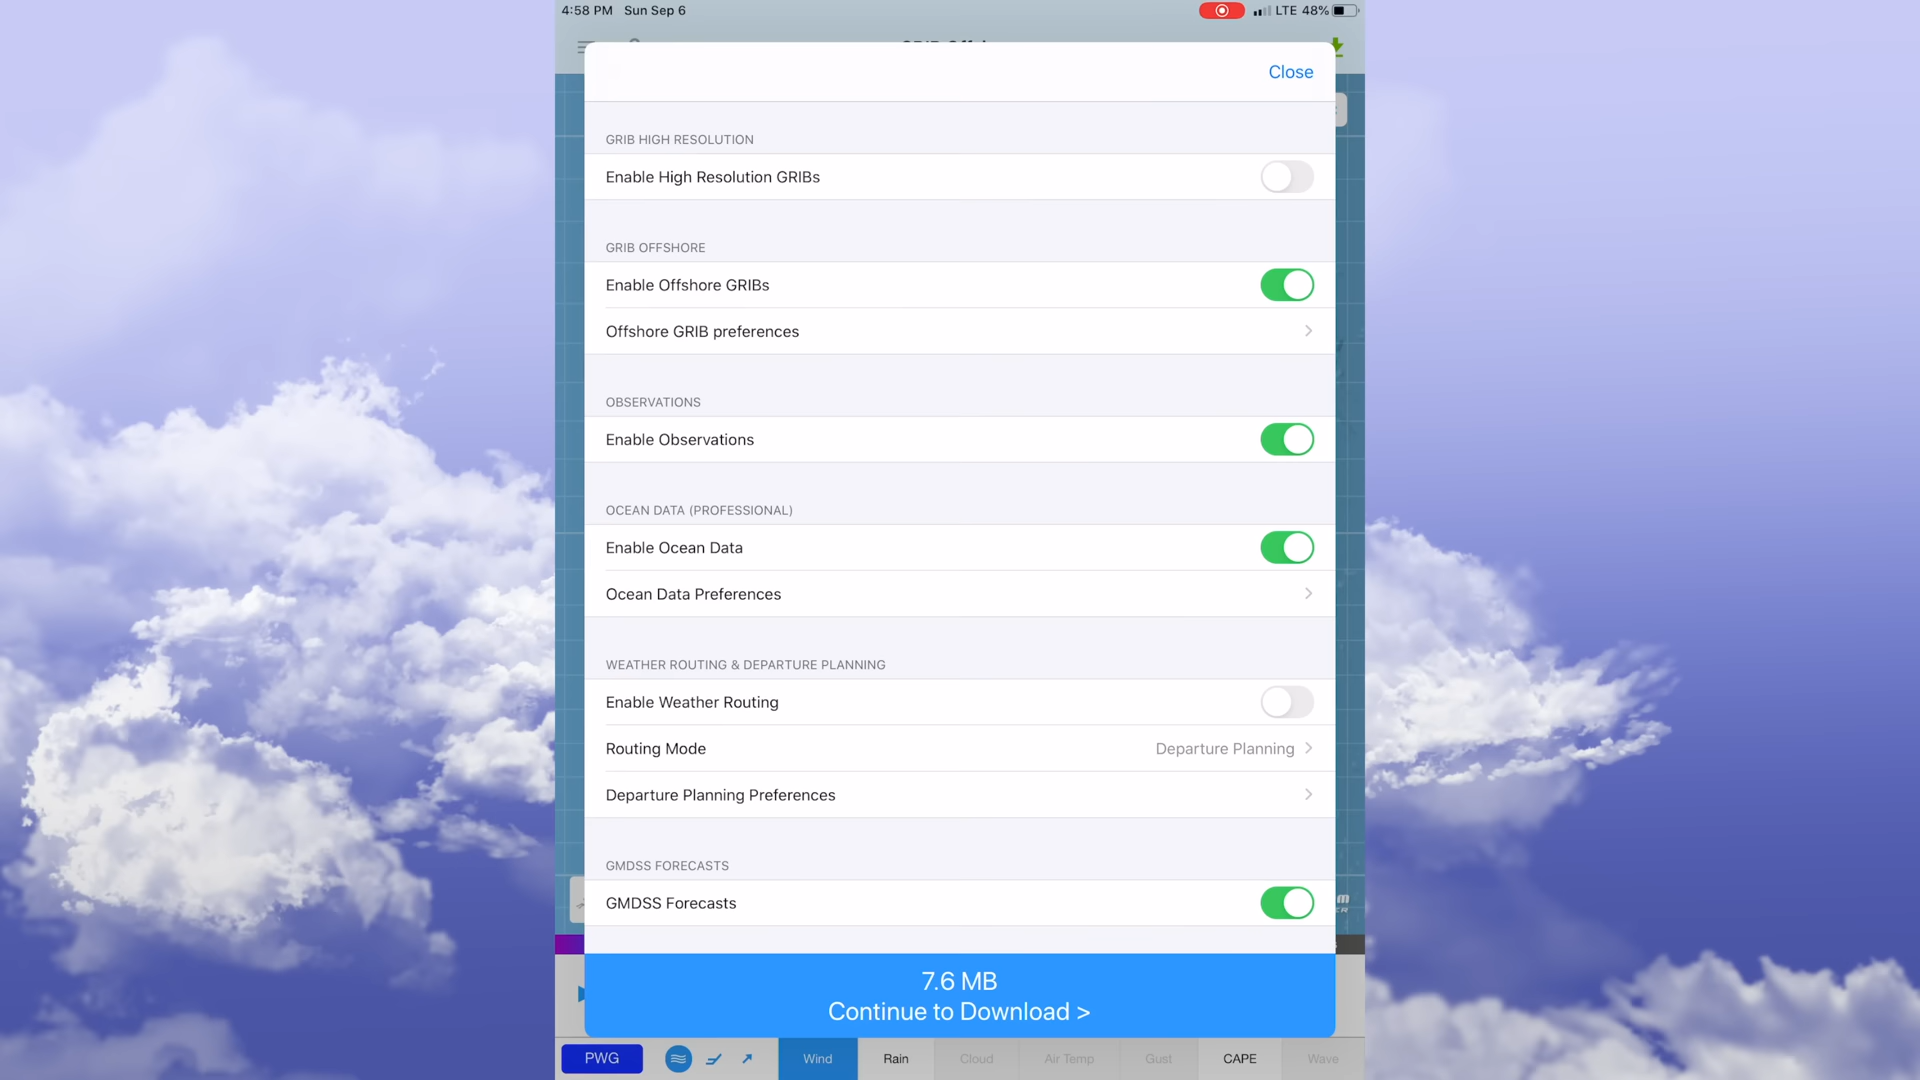 4:58 PM Sun Sep 6
LTE 48%
Close
GRIB HIGH RESOLUTION
Enable High Resolution GRIBs
GRIB OFFSHORE
Enable Offshore GRIBs
Offshore GRIB preferences
OBSERVATIONS
Enable Observations
OCEAN DATA (PROFESSIONAL)
Enable Ocean Data
Ocean Data Preferences
WEATHER ROUTING & DEPARTURE PLANNING
Enable Weather Routing
Routing Mode Departure Planning
Departure Planning Preferences
GMDSS FORECASTS
GMDSS Forecasts
7.6 MB
Continue to Download >
PWG Wind Rain Cloud Air Temp Gust CAPE Wave